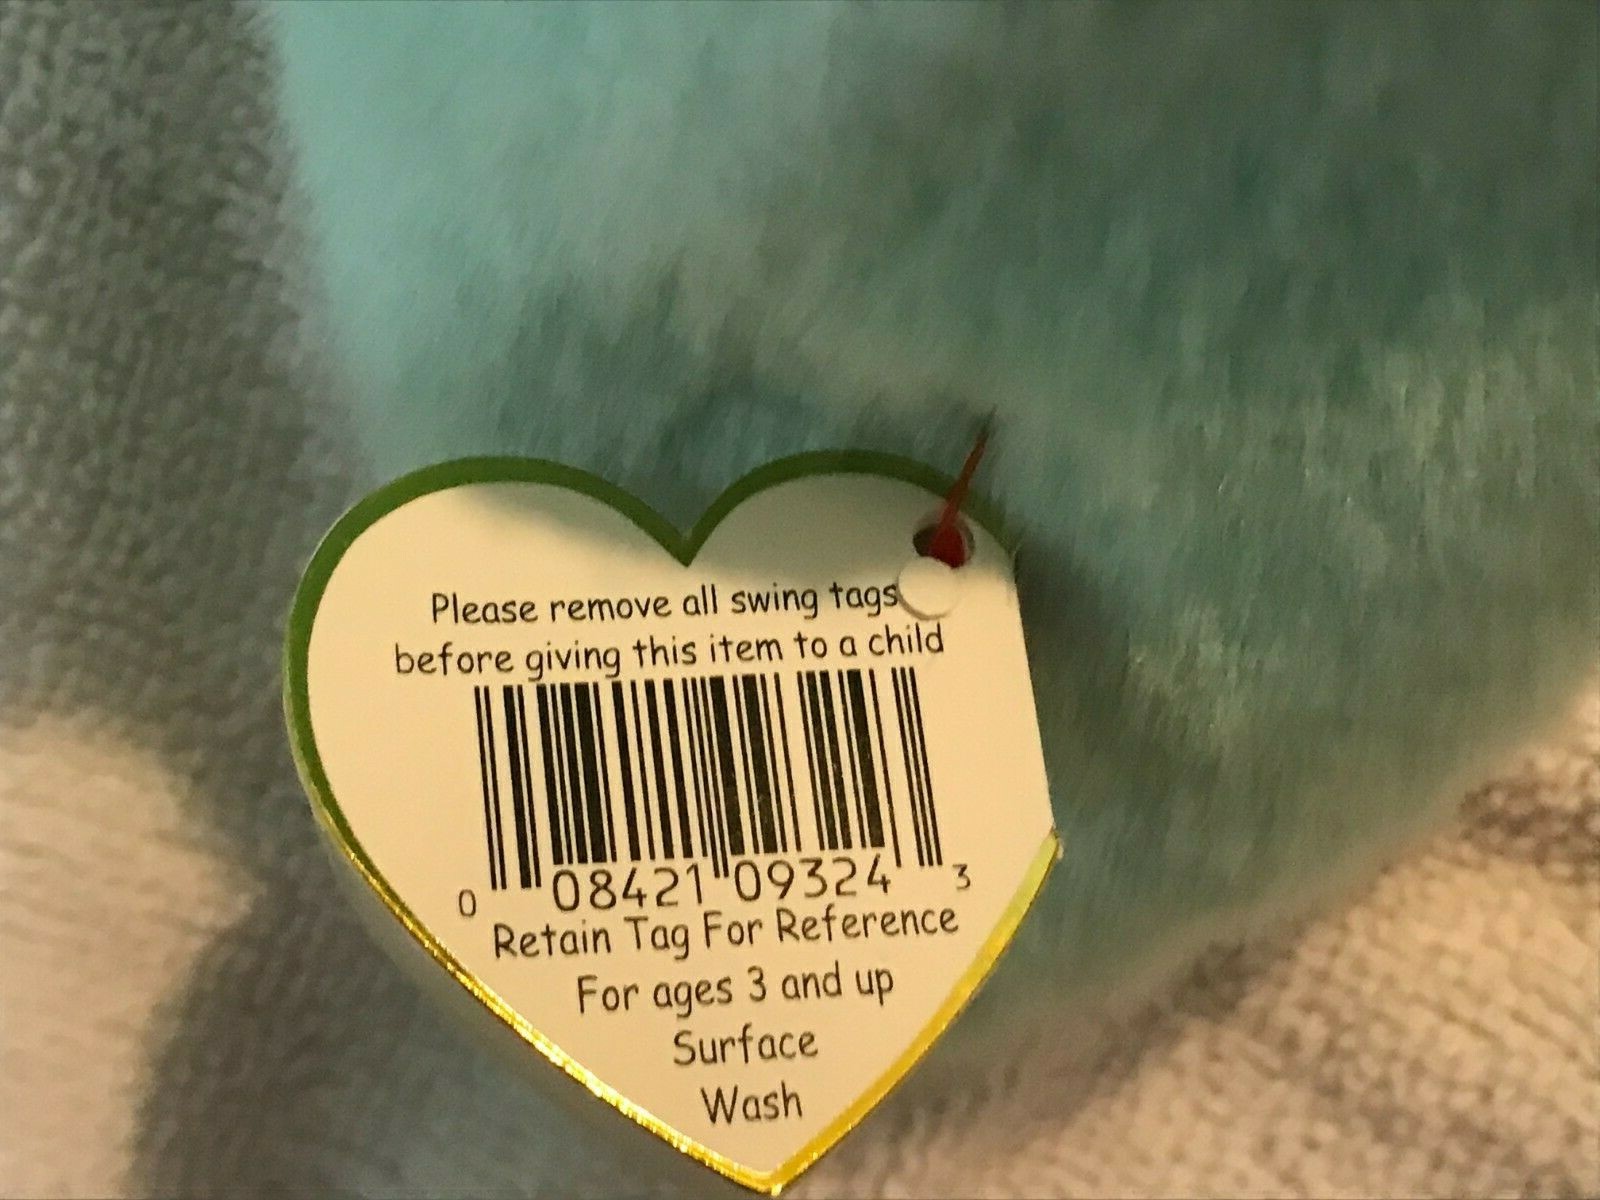 Please remove all swing tags
before giving this item to a child
0 08421 09324 3
Retain Tag For Reference
For ages 3 and up
Surface
Wash